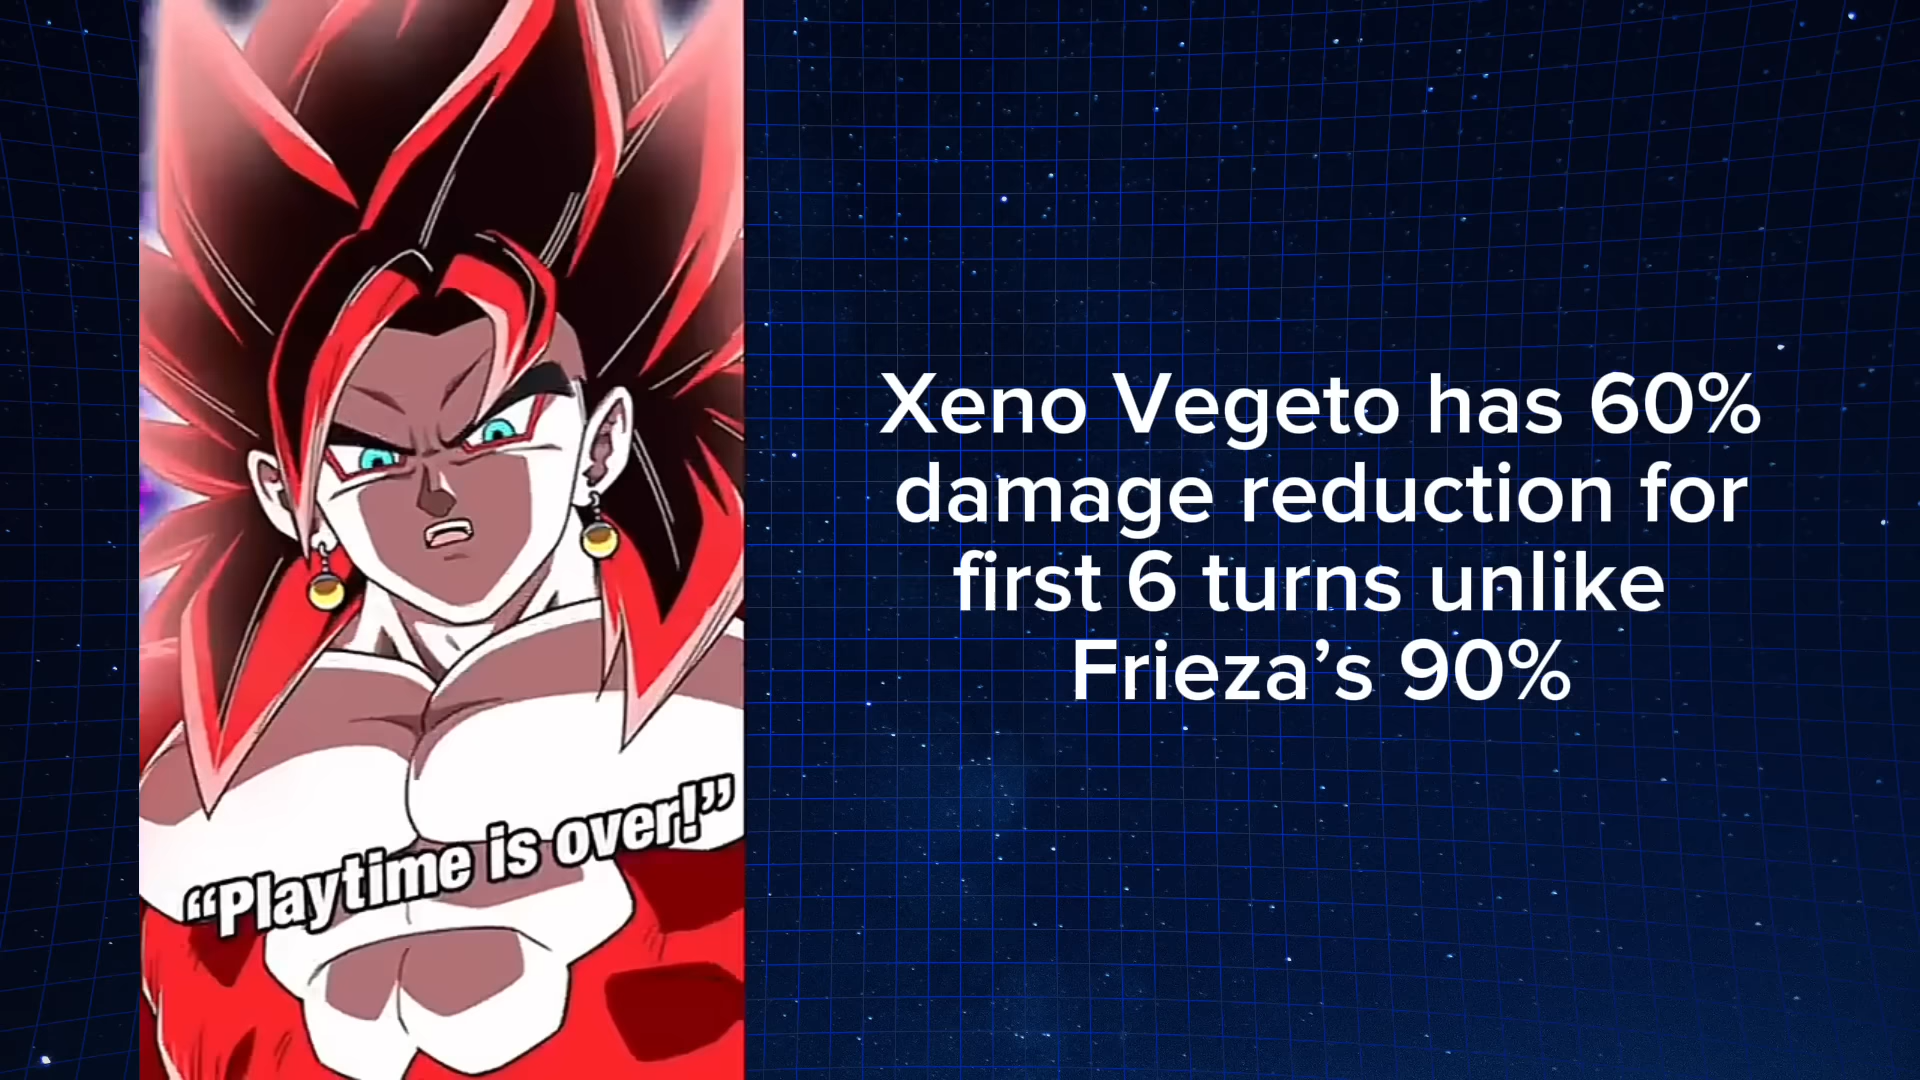 “Playtime is over!”
Xeno Vegeto has 60%
damage reduction for
first 6 turns unlike
Frieza’s 90%